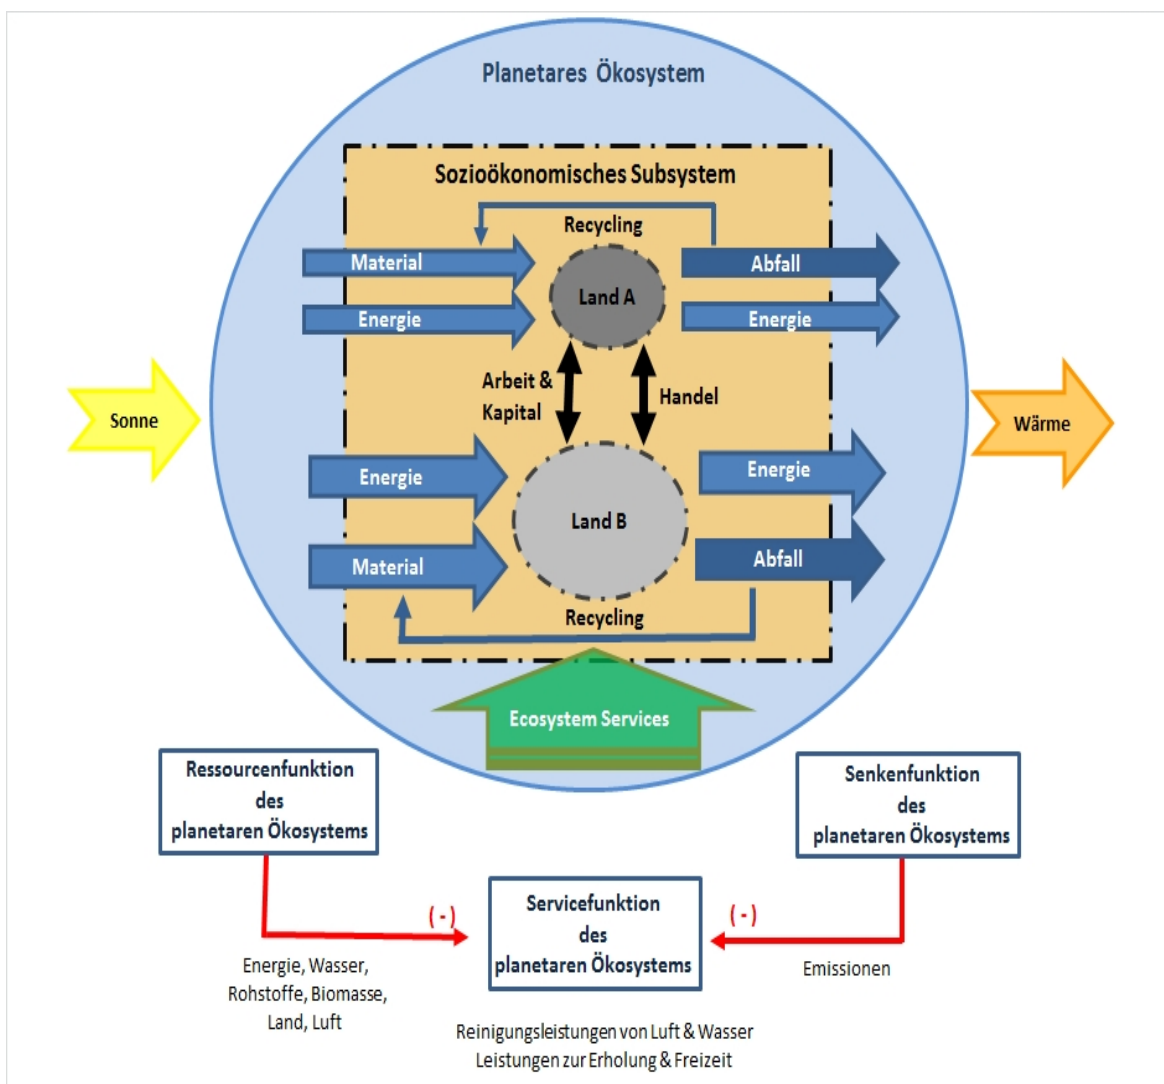 Planetares Ökosystem
Sozioökonomisches Subsystem
Recycling
Material
Abfall
Land A
Energie
Energie
Arbeit &
Kapital
Handel
Sonne
Wärme
Energie
Energie
Land B
Material
Abfall
Recycling
Ecosystem Services
Ressourcenfunktion
des
planetaren Ökosystems
Senkenfunktion
des
planetaren Ökosystems
Servicefunktion
des
planetaren Ökosystems
( - )
( - )
Energie, Wasser,
Rohstoffe, Biomasse,
Land, Luft
Emissionen
Reinigungsleistungen von Luft & Wasser
Leistungen zur Erholung & Freizeit